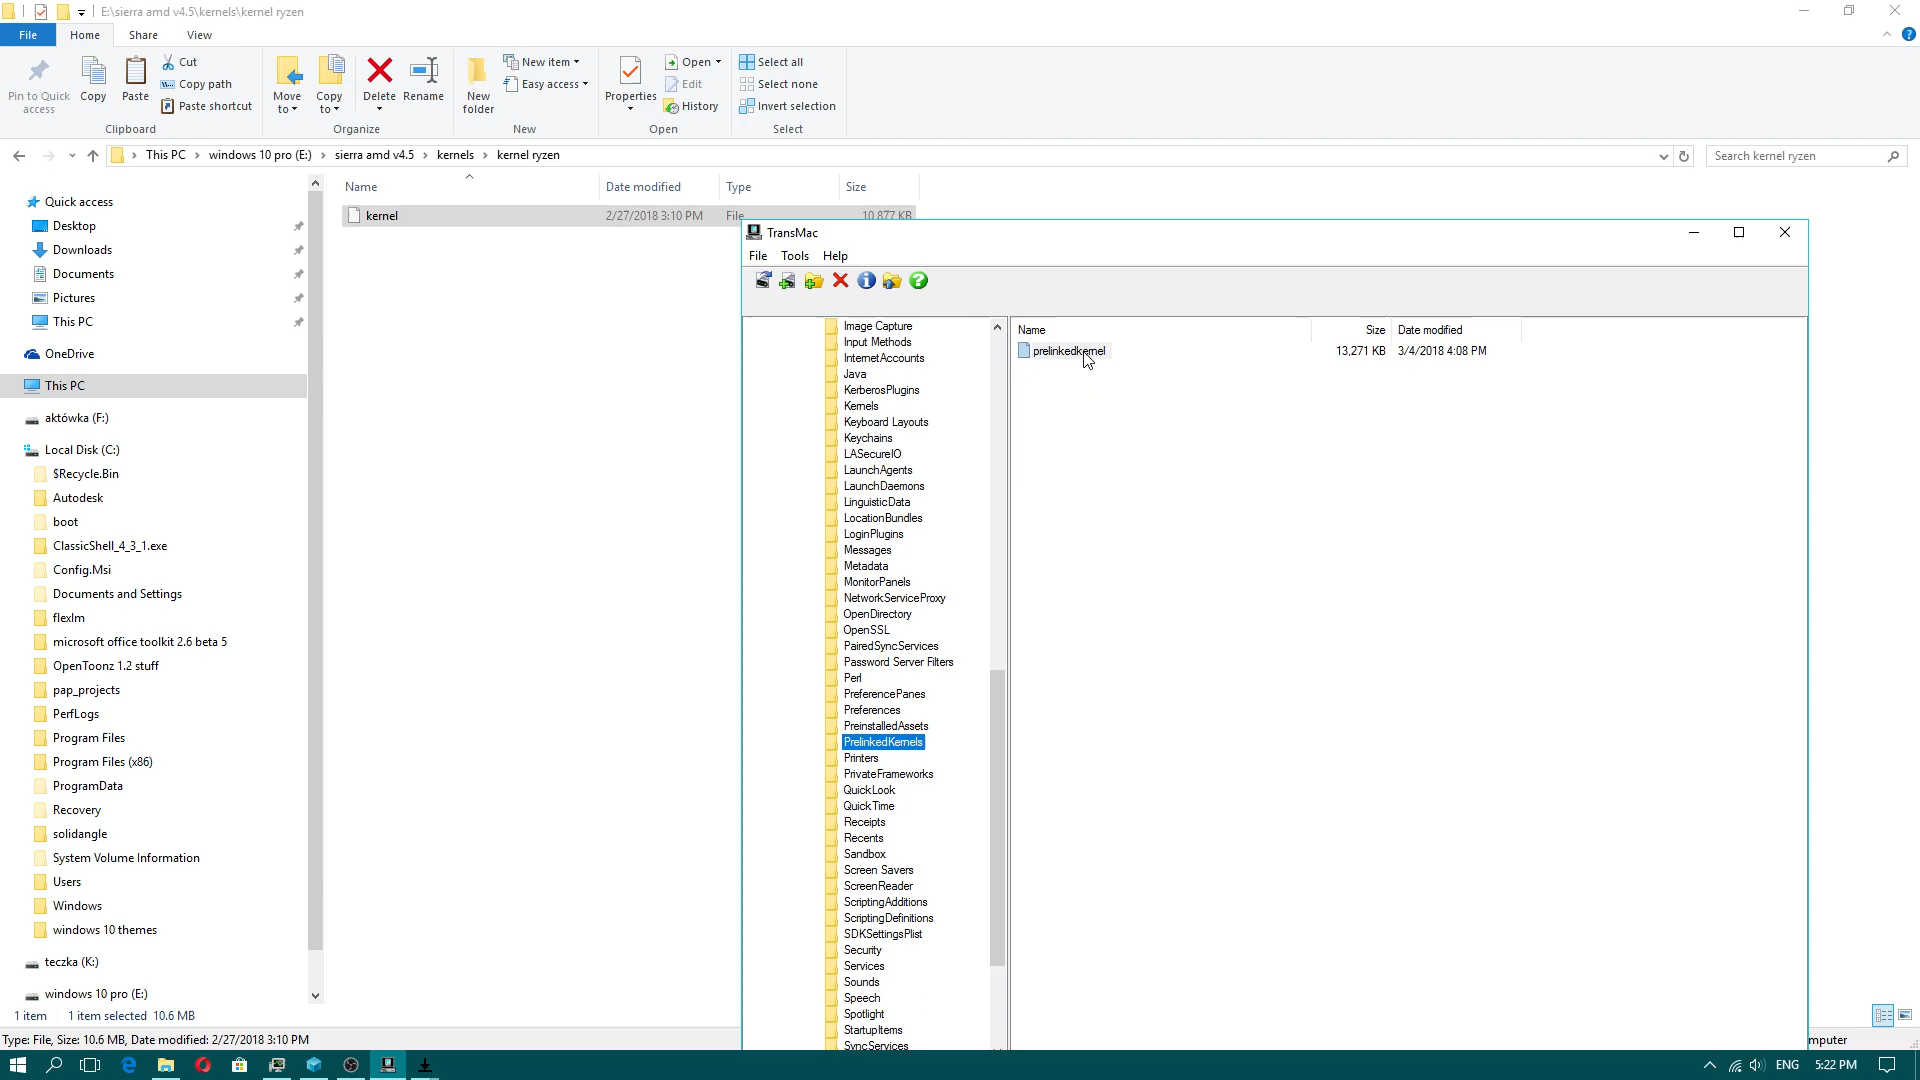 E:\sierra amd v4.5\kernels\kernel ryzen
File Home Share View
Pin to Quick access
Copy
Paste
Cut
Copy path
Paste shortcut
Clipboard
Move to
Copy to
Delete
Rename
Organize
New folder
New item
Easy access
New
Properties
Open
Edit
History
Open
Select all
Select none
Invert selection
Select
This PC > windows 10 pro (E:) > sierra amd v4.5 > kernels > kernel ryzen
Search kernel ryzen
Name Date modified Type Size
kernel 2/27/2018 3:10 PM File 10 877 KB
Quick access
Desktop
Downloads
Documents
Pictures
This PC
OneDrive
This PC
aktówka (F:)
Local Disk (C:)
$Recycle.Bin
Autodesk
boot
ClassicShell_4_3_1.exe
Config.Msi
Documents and Settings
flexlm
microsoft office toolkit 2.6 beta 5
OpenToonz 1.2 stuff
pap_projects
PerfLogs
Program Files
Program Files (x86)
ProgramData
Recovery
solidangle
System Volume Information
Users
Windows
windows 10 themes
teczka (K:)
windows 10 pro (E:)
1 item 1 item selected 10.6 MB
Type: File, Size: 10.6 MB, Date modified: 2/27/2018 3:10 PM
mputer
TransMac
File Tools Help
Image Capture
Input Methods
InternetAccounts
Java
KerberosPlugins
Kernels
Keyboard Layouts
Keychains
LASecureIO
LaunchAgents
LaunchDaemons
LinguisticData
LocationBundles
LoginPlugins
Messages
Metadata
MonitorPanels
NetworkServiceProxy
OpenDirectory
OpenSSL
PairedSyncServices
Password Server Filters
Perl
PreferencePanes
Preferences
PreinstalledAssets
PrelinkedKernels
Printers
PrivateFrameworks
QuickLook
QuickTime
Receipts
Recents
Sandbox
Screen Savers
ScreenReader
ScriptingAdditions
ScriptingDefinitions
SDKSettingsPlist
Security
Services
Sounds
Speech
Spotlight
StartupItems
SyncServices
Name Size Date modified
prelinkedkernel 13,271 KB 3/4/2018 4:08 PM
ENG 5:22 PM